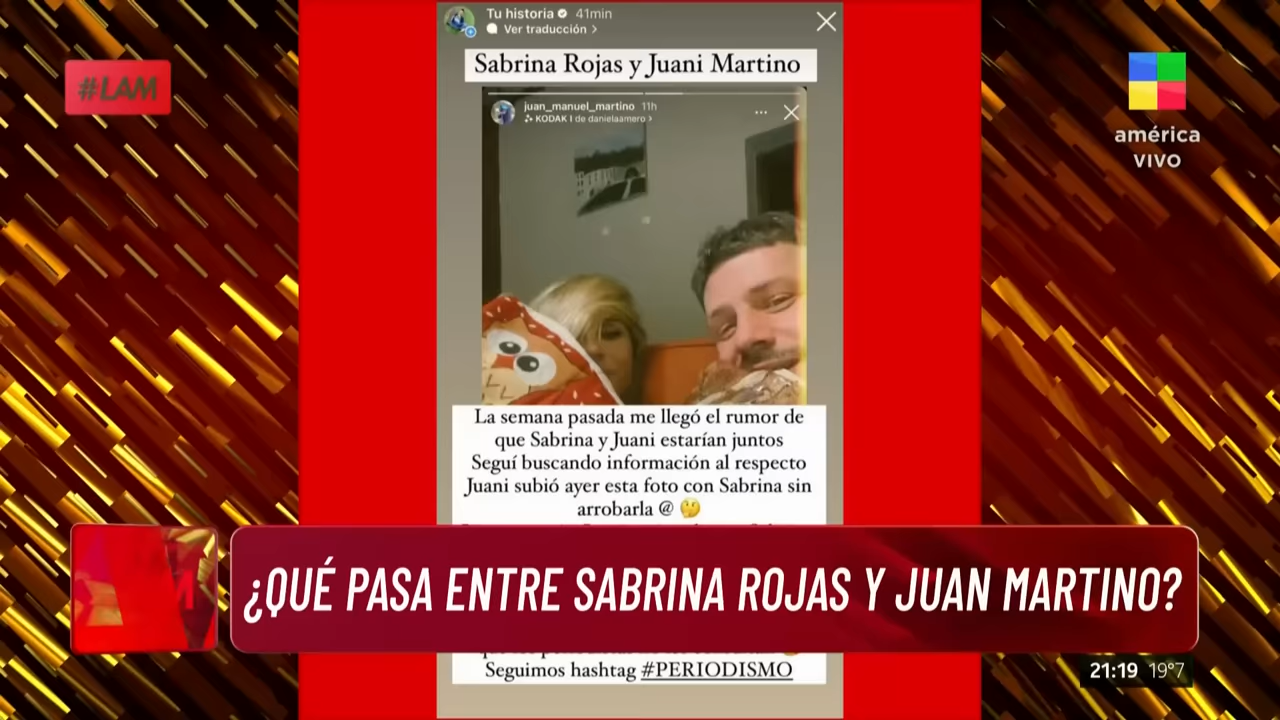 Tu historia 41min
Ver traducción >
#LAM
Sabrina Rojas y Juani Martino
juan_manuel_martino 11h
KODAK I de danielaamero >
américa
VIVO
La semana pasada me llegó el rumor de
que Sabrina y Juani estarían juntos
Seguí buscando información al respecto
Juani subió ayer esta foto con Sabrina sin
arrobarla @ 🤔
¿QUÉ PASA ENTRE SABRINA ROJAS Y JUAN MARTINO?
Seguimos hashtag #PERIODISMO
21:19 19°7